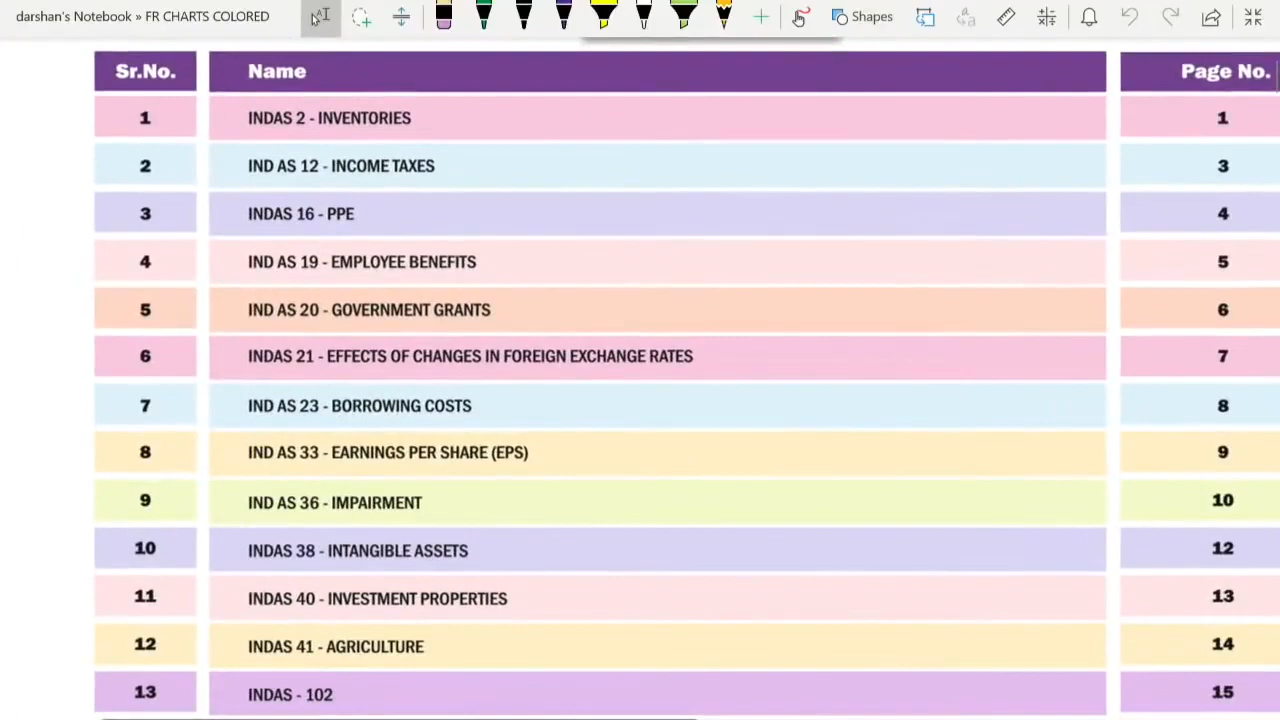 darshan's Notebook » FR CHARTS COLORED
Shapes
Sr.No. Name Page No.
1 INDAS 2 - INVENTORIES 1
2 IND AS 12 - INCOME TAXES 3
3 INDAS 16 - PPE 4
4 IND AS 19 - EMPLOYEE BENEFITS 5
5 IND AS 20 - GOVERNMENT GRANTS 6
6 INDAS 21 - EFFECTS OF CHANGES IN FOREIGN EXCHANGE RATES 7
7 IND AS 23 - BORROWING COSTS 8
8 IND AS 33 - EARNINGS PER SHARE (EPS) 9
9 IND AS 36 - IMPAIRMENT 10
10 INDAS 38 - INTANGIBLE ASSETS 12
11 INDAS 40 - INVESTMENT PROPERTIES 13
12 INDAS 41 - AGRICULTURE 14
13 INDAS - 102 15